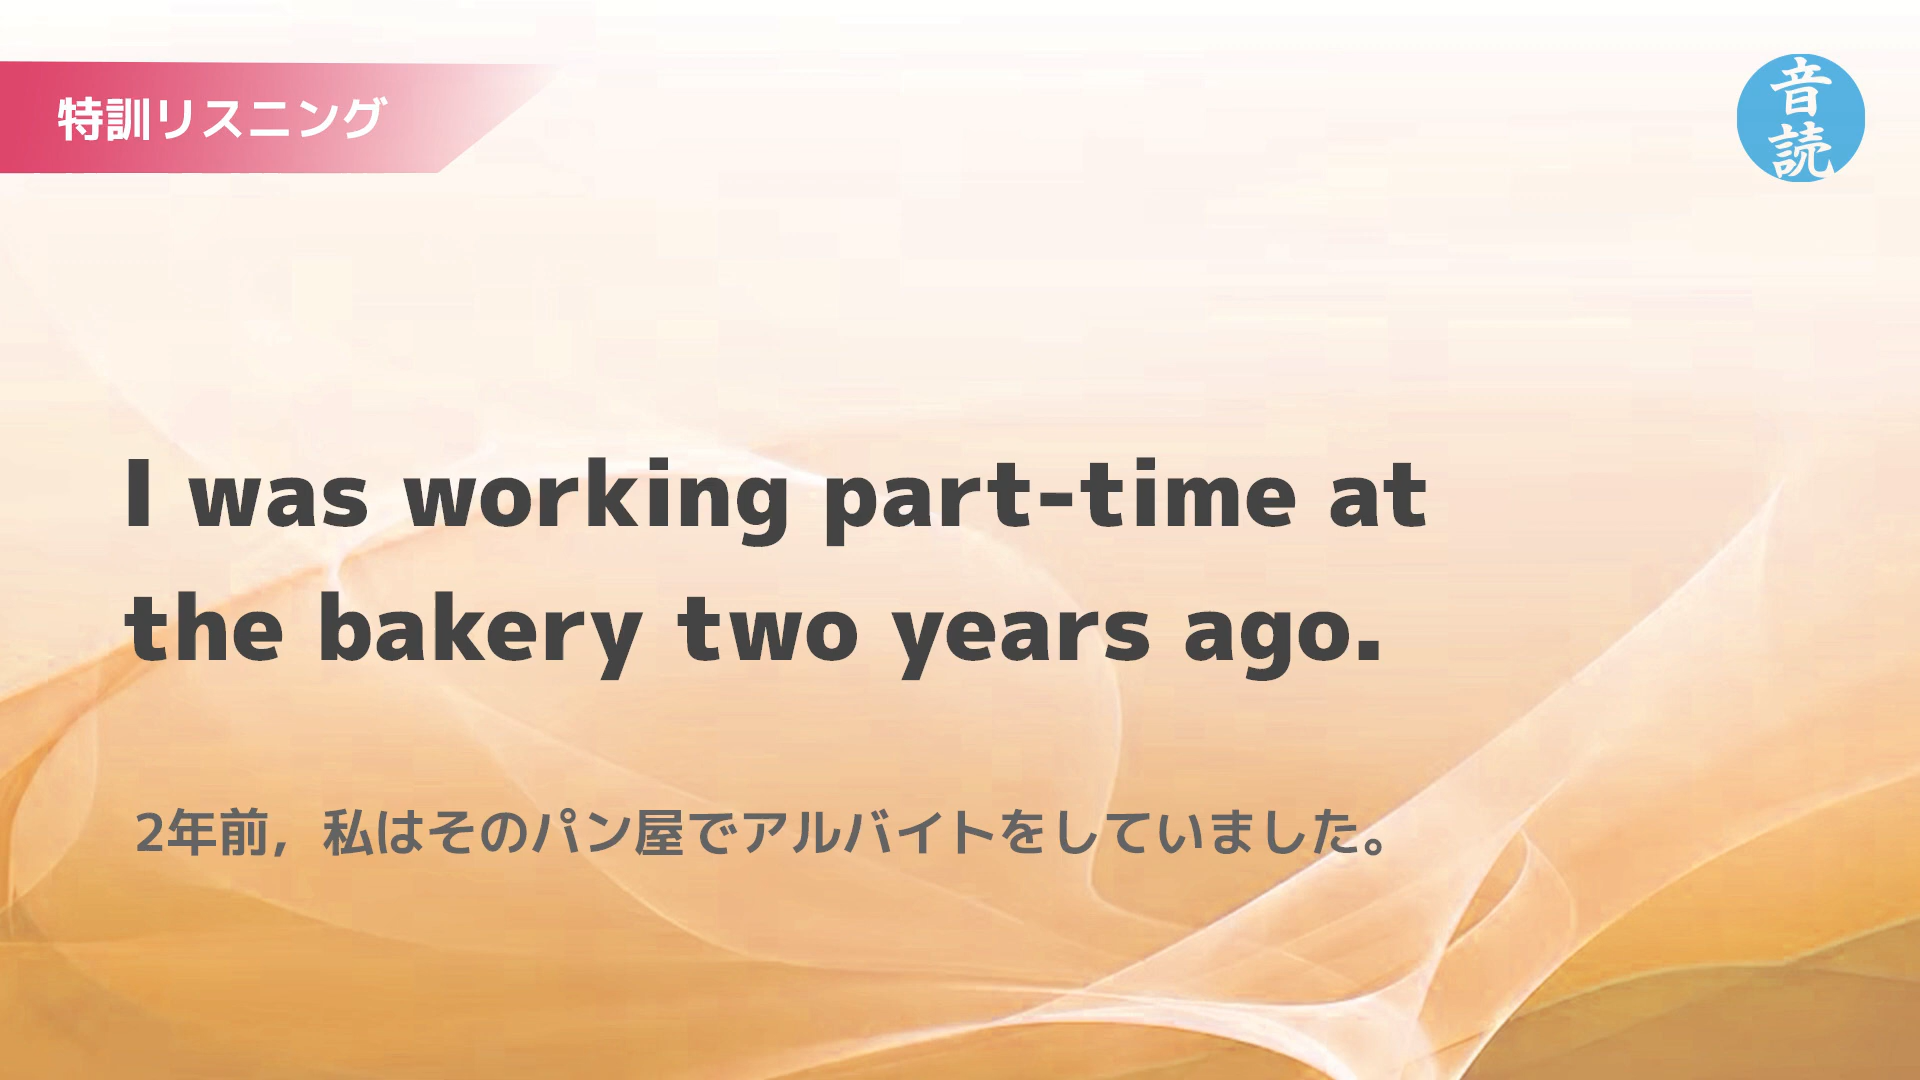 特訓リスニング
音読
I was working part-time at
the bakery two years ago.
2年前，私はそのパン屋でアルバイトをしていました。